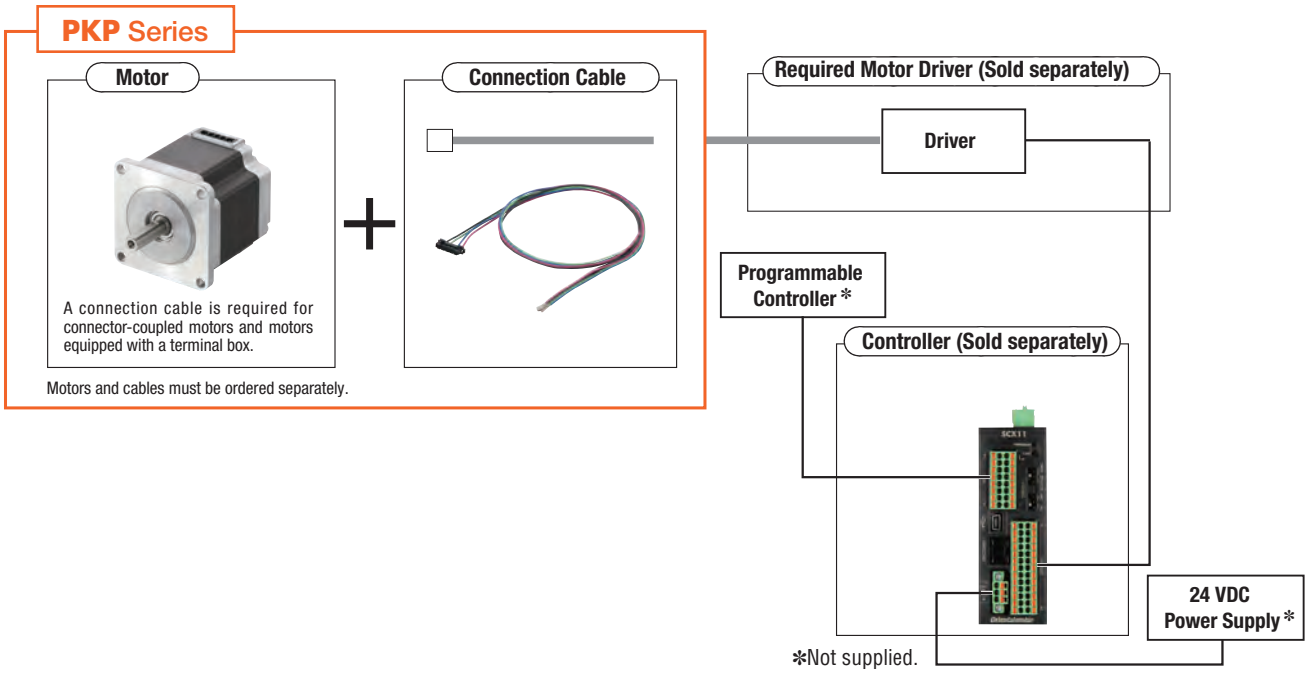 PKP Series
Motor
Connection Cable
Required Motor Driver (Sold separately)
Driver
A connection cable is required for
connector-coupled motors and motors
equipped with a terminal box.
Motors and cables must be ordered separately.
Programmable
Controller*
Controller (Sold separately)
SCX11
Orientalmotor
24 VDC
Power Supply*
*Not supplied.